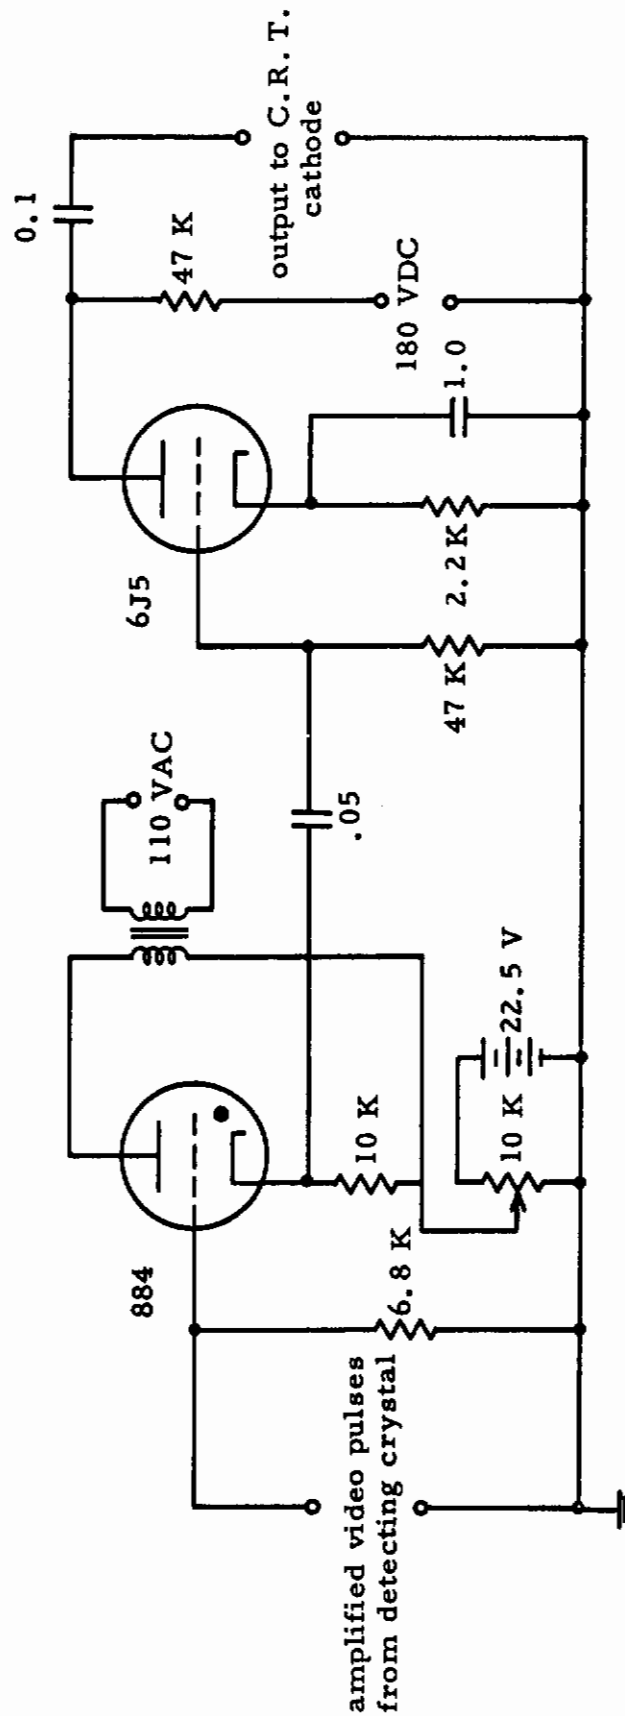 amplified video pulses
from detecting crystal
884
6.8 K
10 K
10 K
22.5 V
110 VAC
.05
6J5
47 K
2.2 K
1.0
180 VDC
47 K
0.1
output to C.R.T.
cathode